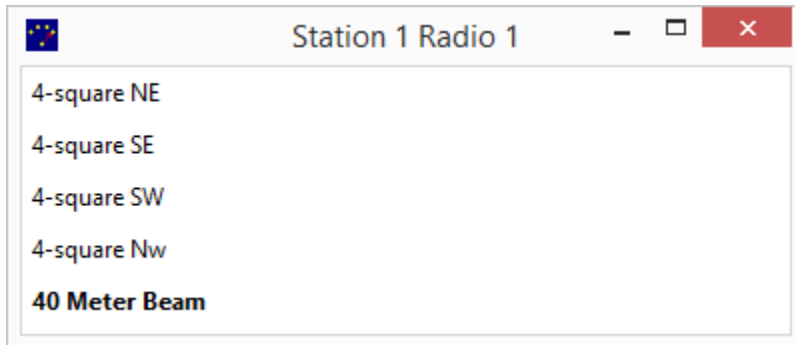 Station 1 Radio 1
4-square NE
4-square SE
4-square SW
4-square Nw
40 Meter Beam